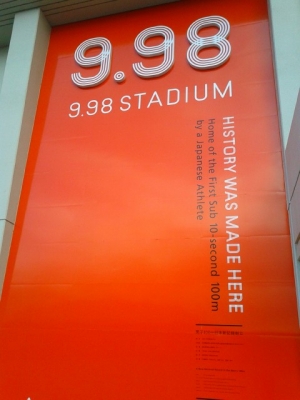 9.98
9.98 STADIUM
HISTORY WAS MADE HERE
Home of the First Sub 10-second 100m
by a Japanese Athlete